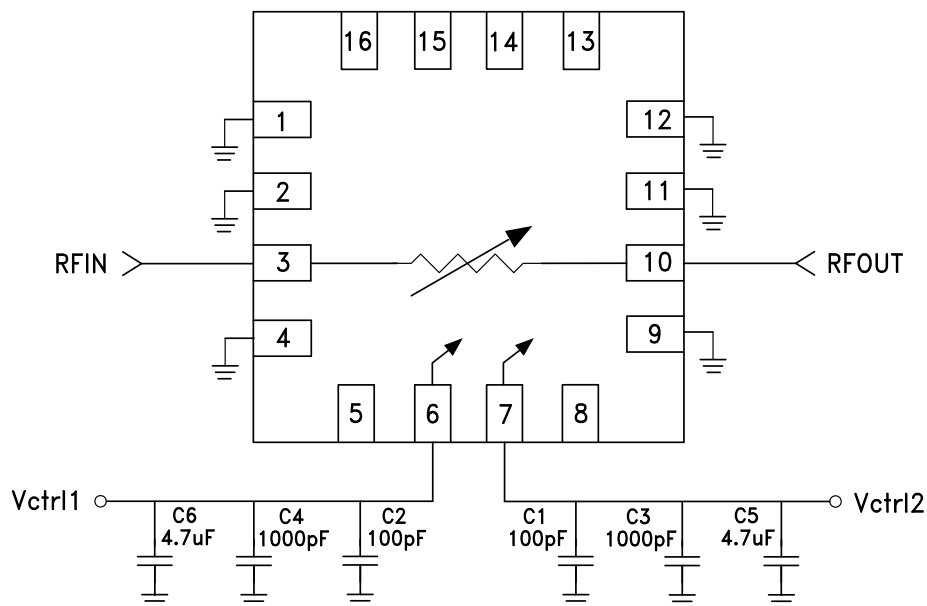 16 15 14 13
1 12
2 11
RFIN 3 10 RFOUT
4 9
5 6 7 8
Vctrl1 Vctrl2
C6 C4 C2 C1 C3 C5
4.7uF 1000pF 100pF 100pF 1000pF 4.7uF